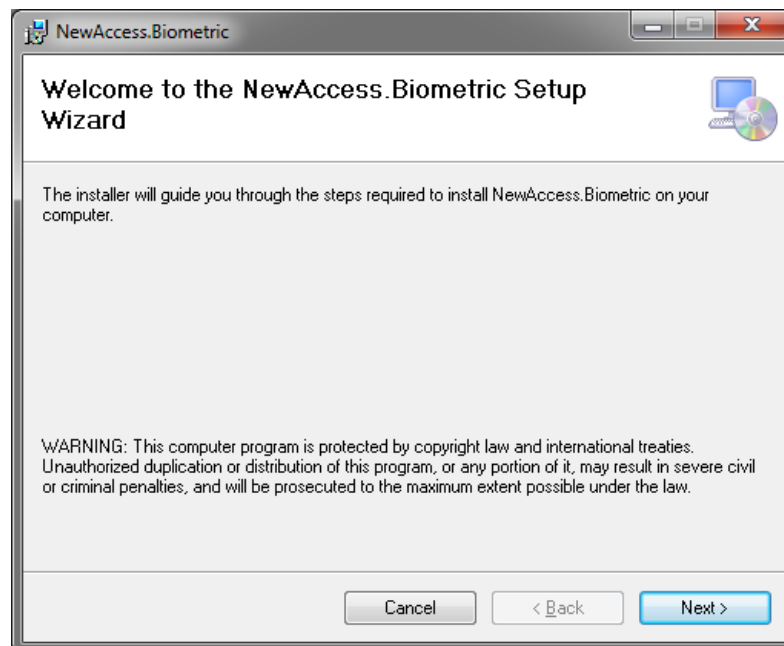 NewAccess.Biometric
Welcome to the NewAccess.Biometric Setup
Wizard
The installer will guide you through the steps required to install NewAccess.Biometric on your
computer.
WARNING: This computer program is protected by copyright law and international treaties.
Unauthorized duplication or distribution of this program, or any portion of it, may result in severe civil
or criminal penalties, and will be prosecuted to the maximum extent possible under the law.
Cancel
< Back
Next >